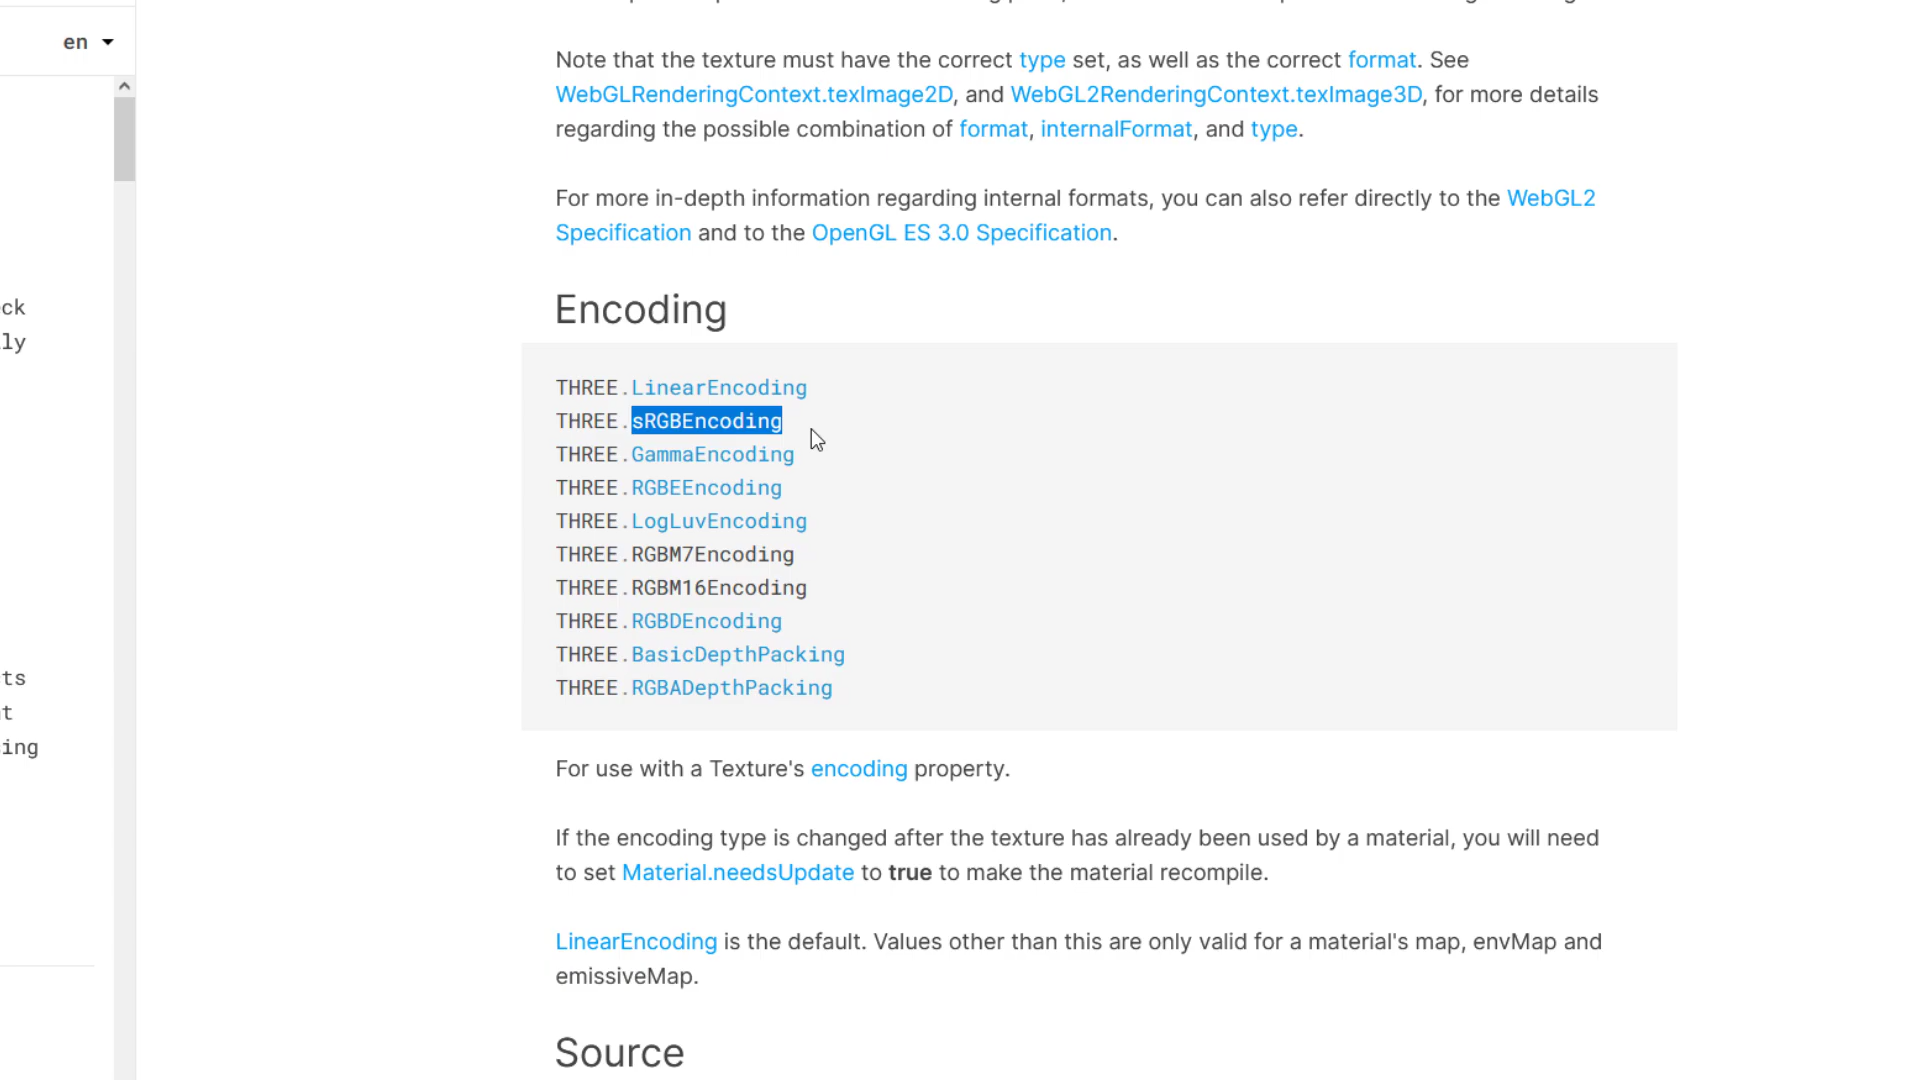 en
Note that the texture must have the correct type set, as well as the correct format. See
WebGLRenderingContext.texImage2D, and WebGL2RenderingContext.texImage3D, for more details
regarding the possible combination of format, internalFormat, and type.
For more in-depth information regarding internal formats, you can also refer directly to the WebGL2
Specification and to the OpenGL ES 3.0 Specification.
ck
ly
Encoding
THREE.LinearEncoding
THREE.sRGBEncoding
THREE.GammaEncoding
THREE.RGBEEncoding
THREE.LogLuvEncoding
THREE.RGBM7Encoding
THREE.RGBM16Encoding
THREE.RGBDEncoding
THREE.BasicDepthPacking
THREE.RGBADepthPacking
ts
t
ing
For use with a Texture's encoding property.
If the encoding type is changed after the texture has already been used by a material, you will need
to set Material.needsUpdate to true to make the material recompile.
LinearEncoding is the default. Values other than this are only valid for a material's map, envMap and
emissiveMap.
Source